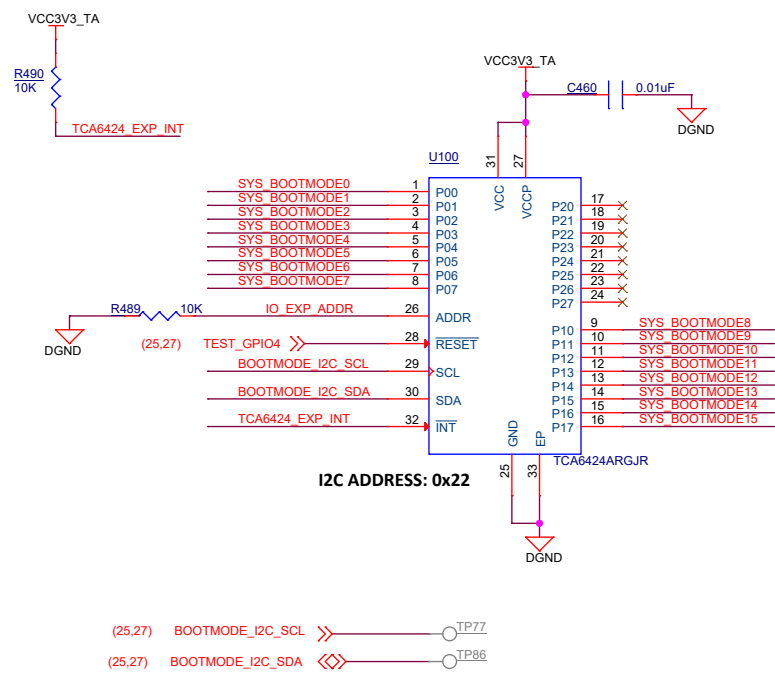 VCC3V3_TA
R490
10K
TCA6424_EXP_INT
VCC3V3_TA
C460 0.01uF
DGND
U100
31 27
VCC VCCP
SYS_BOOTMODE0 1 P00
SYS_BOOTMODE1 2 P01
SYS_BOOTMODE2 3 P02
SYS_BOOTMODE3 4 P03
SYS_BOOTMODE4 5 P04
SYS_BOOTMODE5 6 P05
SYS_BOOTMODE6 7 P06
SYS_BOOTMODE7 8 P07
P20 17
P21 18
P22 19
P23 20
P24 21
P25 22
P26 23
P27 24
R489 10K IO_EXP_ADDR 26 ADDR
DGND
(25,27) TEST_GPIO4 28 RESET
BOOTMODE_I2C_SCL 29 SCL
BOOTMODE_I2C_SDA 30 SDA
TCA6424_EXP_INT 32 INT
P10 9 SYS_BOOTMODE8
P11 10 SYS_BOOTMODE9
P12 11 SYS_BOOTMODE10
P13 12 SYS_BOOTMODE11
P14 13 SYS_BOOTMODE12
P15 14 SYS_BOOTMODE13
P16 15 SYS_BOOTMODE14
P17 16 SYS_BOOTMODE15
GND EP
25 33
TCA6424ARGJR
I2C ADDRESS: 0x22
DGND
(25,27) BOOTMODE_I2C_SCL TP77
(25,27) BOOTMODE_I2C_SDA TP86